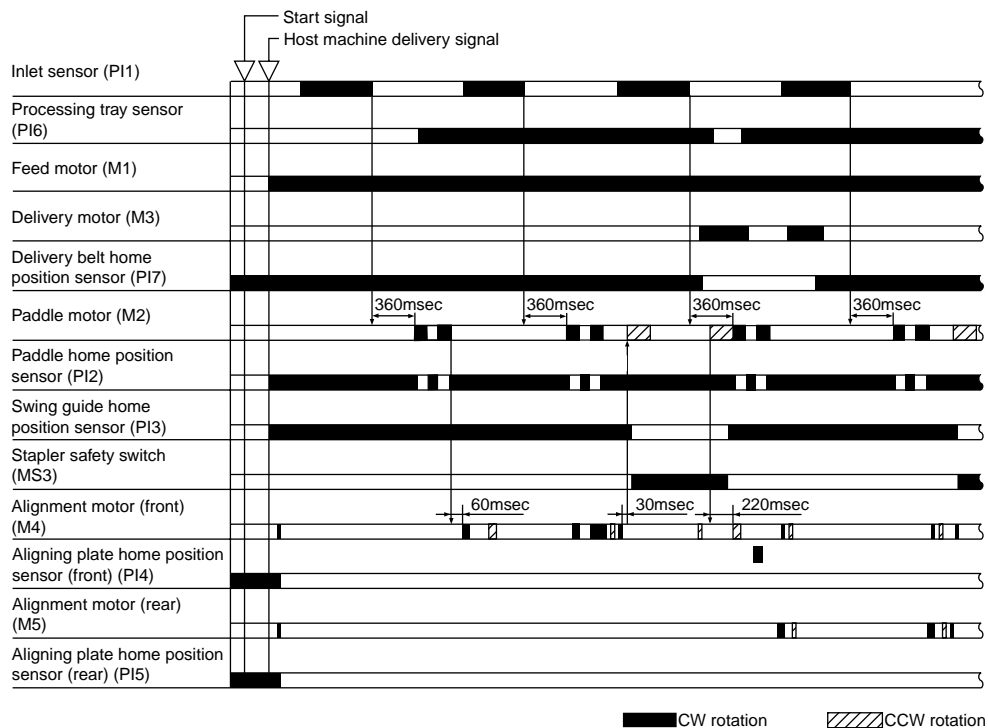 Start signal
Host machine delivery signal
Inlet sensor (PI1)
Processing tray sensor
(PI6)
Feed motor (M1)
Delivery motor (M3)
Delivery belt home
position sensor (PI7)
360msec 360msec 360msec 360msec
Paddle motor (M2)
Paddle home position
sensor (PI2)
Swing guide home
position sensor (PI3)
Stapler safety switch
(MS3)
Alignment motor (front)
(M4)
60msec 30msec 220msec
Aligning plate home position
sensor (front) (PI4)
Alignment motor (rear)
(M5)
Aligning plate home position
sensor (rear) (PI5)
CW rotation CCW rotation